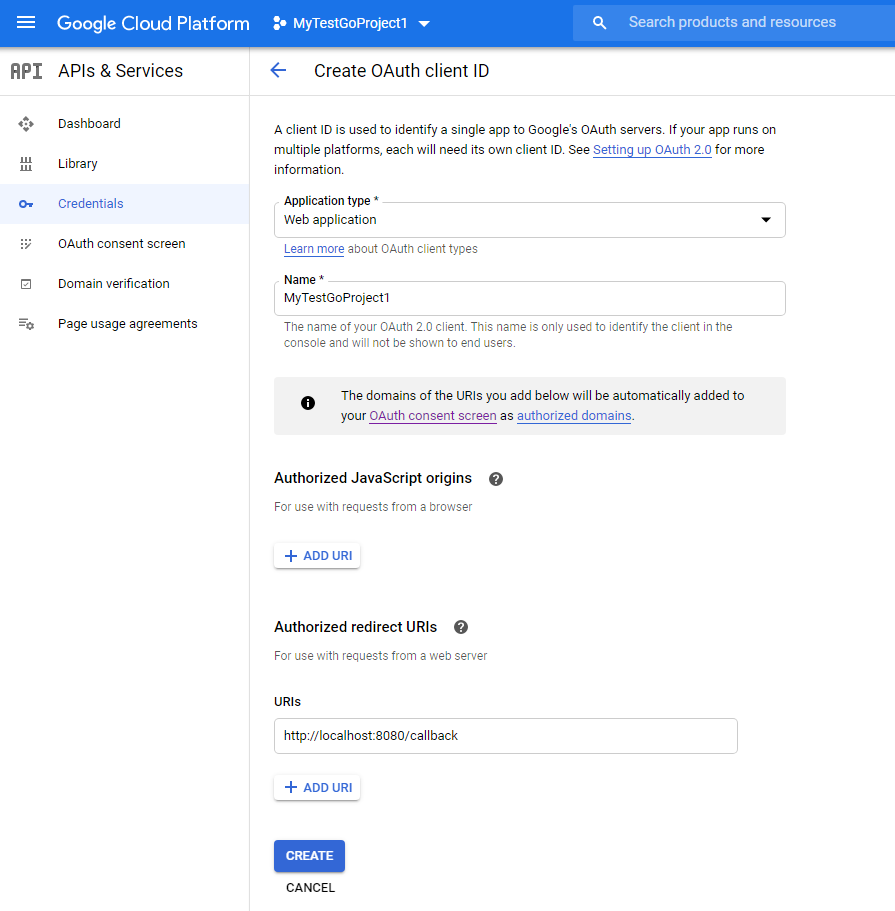 Google Cloud Platform
MyTestGoProject1
Search products and resources
API
APIs & Services
Create OAuth client ID
Dashboard
Library
Credentials
OAuth consent screen
Domain verification
Page usage agreements
A client ID is used to identify a single app to Google's OAuth servers. If your app runs on
multiple platforms, each will need its own client ID. See Setting up OAuth 2.0 for more
information.
Application type *
Web application
Learn more about OAuth client types
Name *
MyTestGoProject1
The name of your OAuth 2.0 client. This name is only used to identify the client in the
console and will not be shown to end users.
The domains of the URIs you add below will be automatically added to
your OAuth consent screen as authorized domains.
Authorized JavaScript origins
For use with requests from a browser
ADD URI
Authorized redirect URIs
For use with requests from a web server
URIs
http://localhost:8080/callback
ADD URI
CREATE
CANCEL